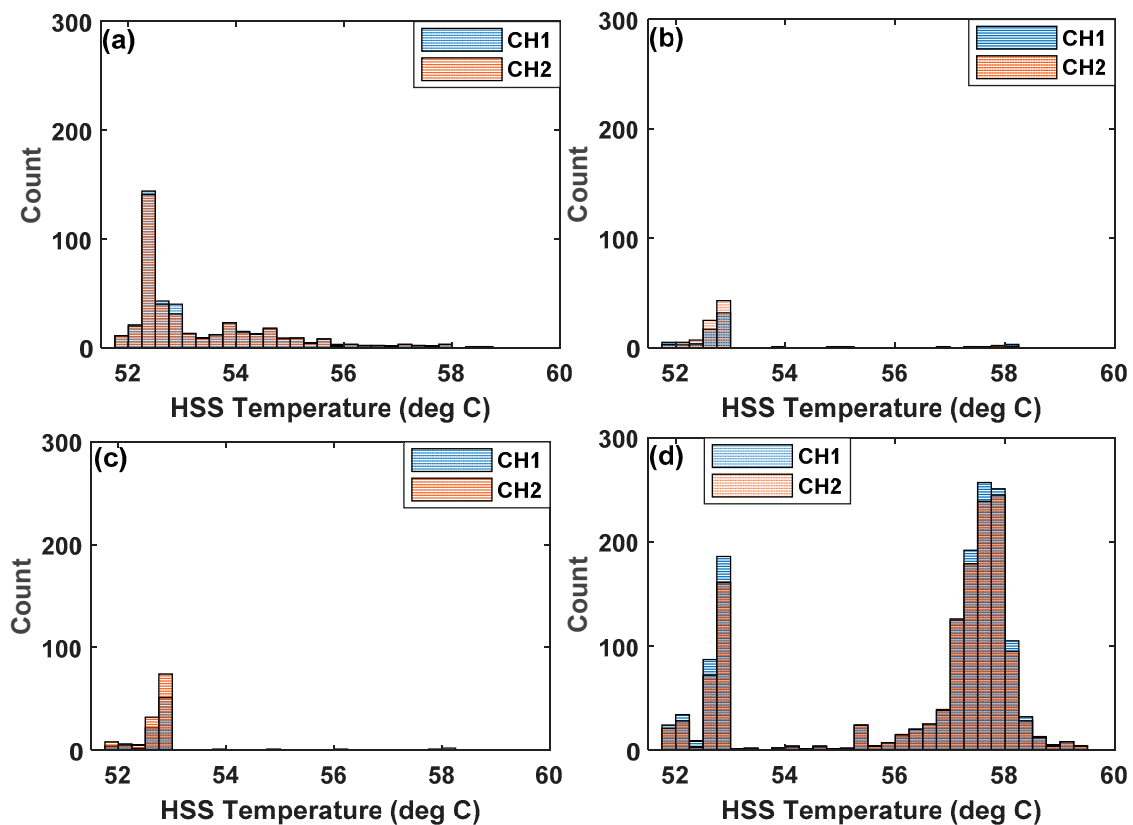 (a)
300
200
100
0
Count
CH1
CH2
52 54 56 58 60
HSS Temperature (deg C)
(b)
300
200
100
0
Count
CH1
CH2
52 54 56 58 60
HSS Temperature (deg C)
(c)
300
200
100
0
Count
CH1
CH2
52 54 56 58 60
HSS Temperature (deg C)
(d)
300
200
100
0
Count
CH1
CH2
52 54 56 58 60
HSS Temperature (deg C)